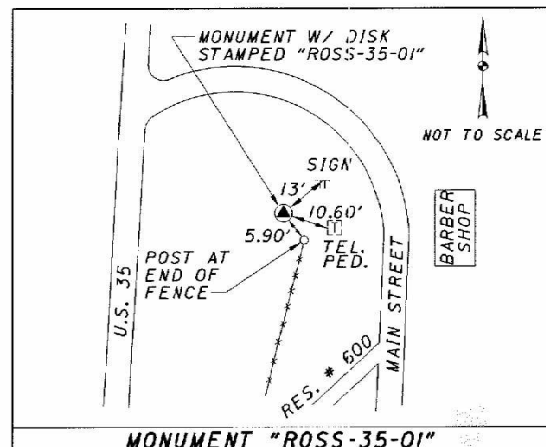 MONUMENT W/ DISK
STAMPED "ROSS-35-01"
NOT TO SCALE
SIGN
13'
10.60'
5.90'
TEL.
PED.
POST AT
END OF
FENCE
U.S. 35
BARBER
SHOP
MAIN STREET
RES. # 600
MONUMENT "ROSS-35-01"